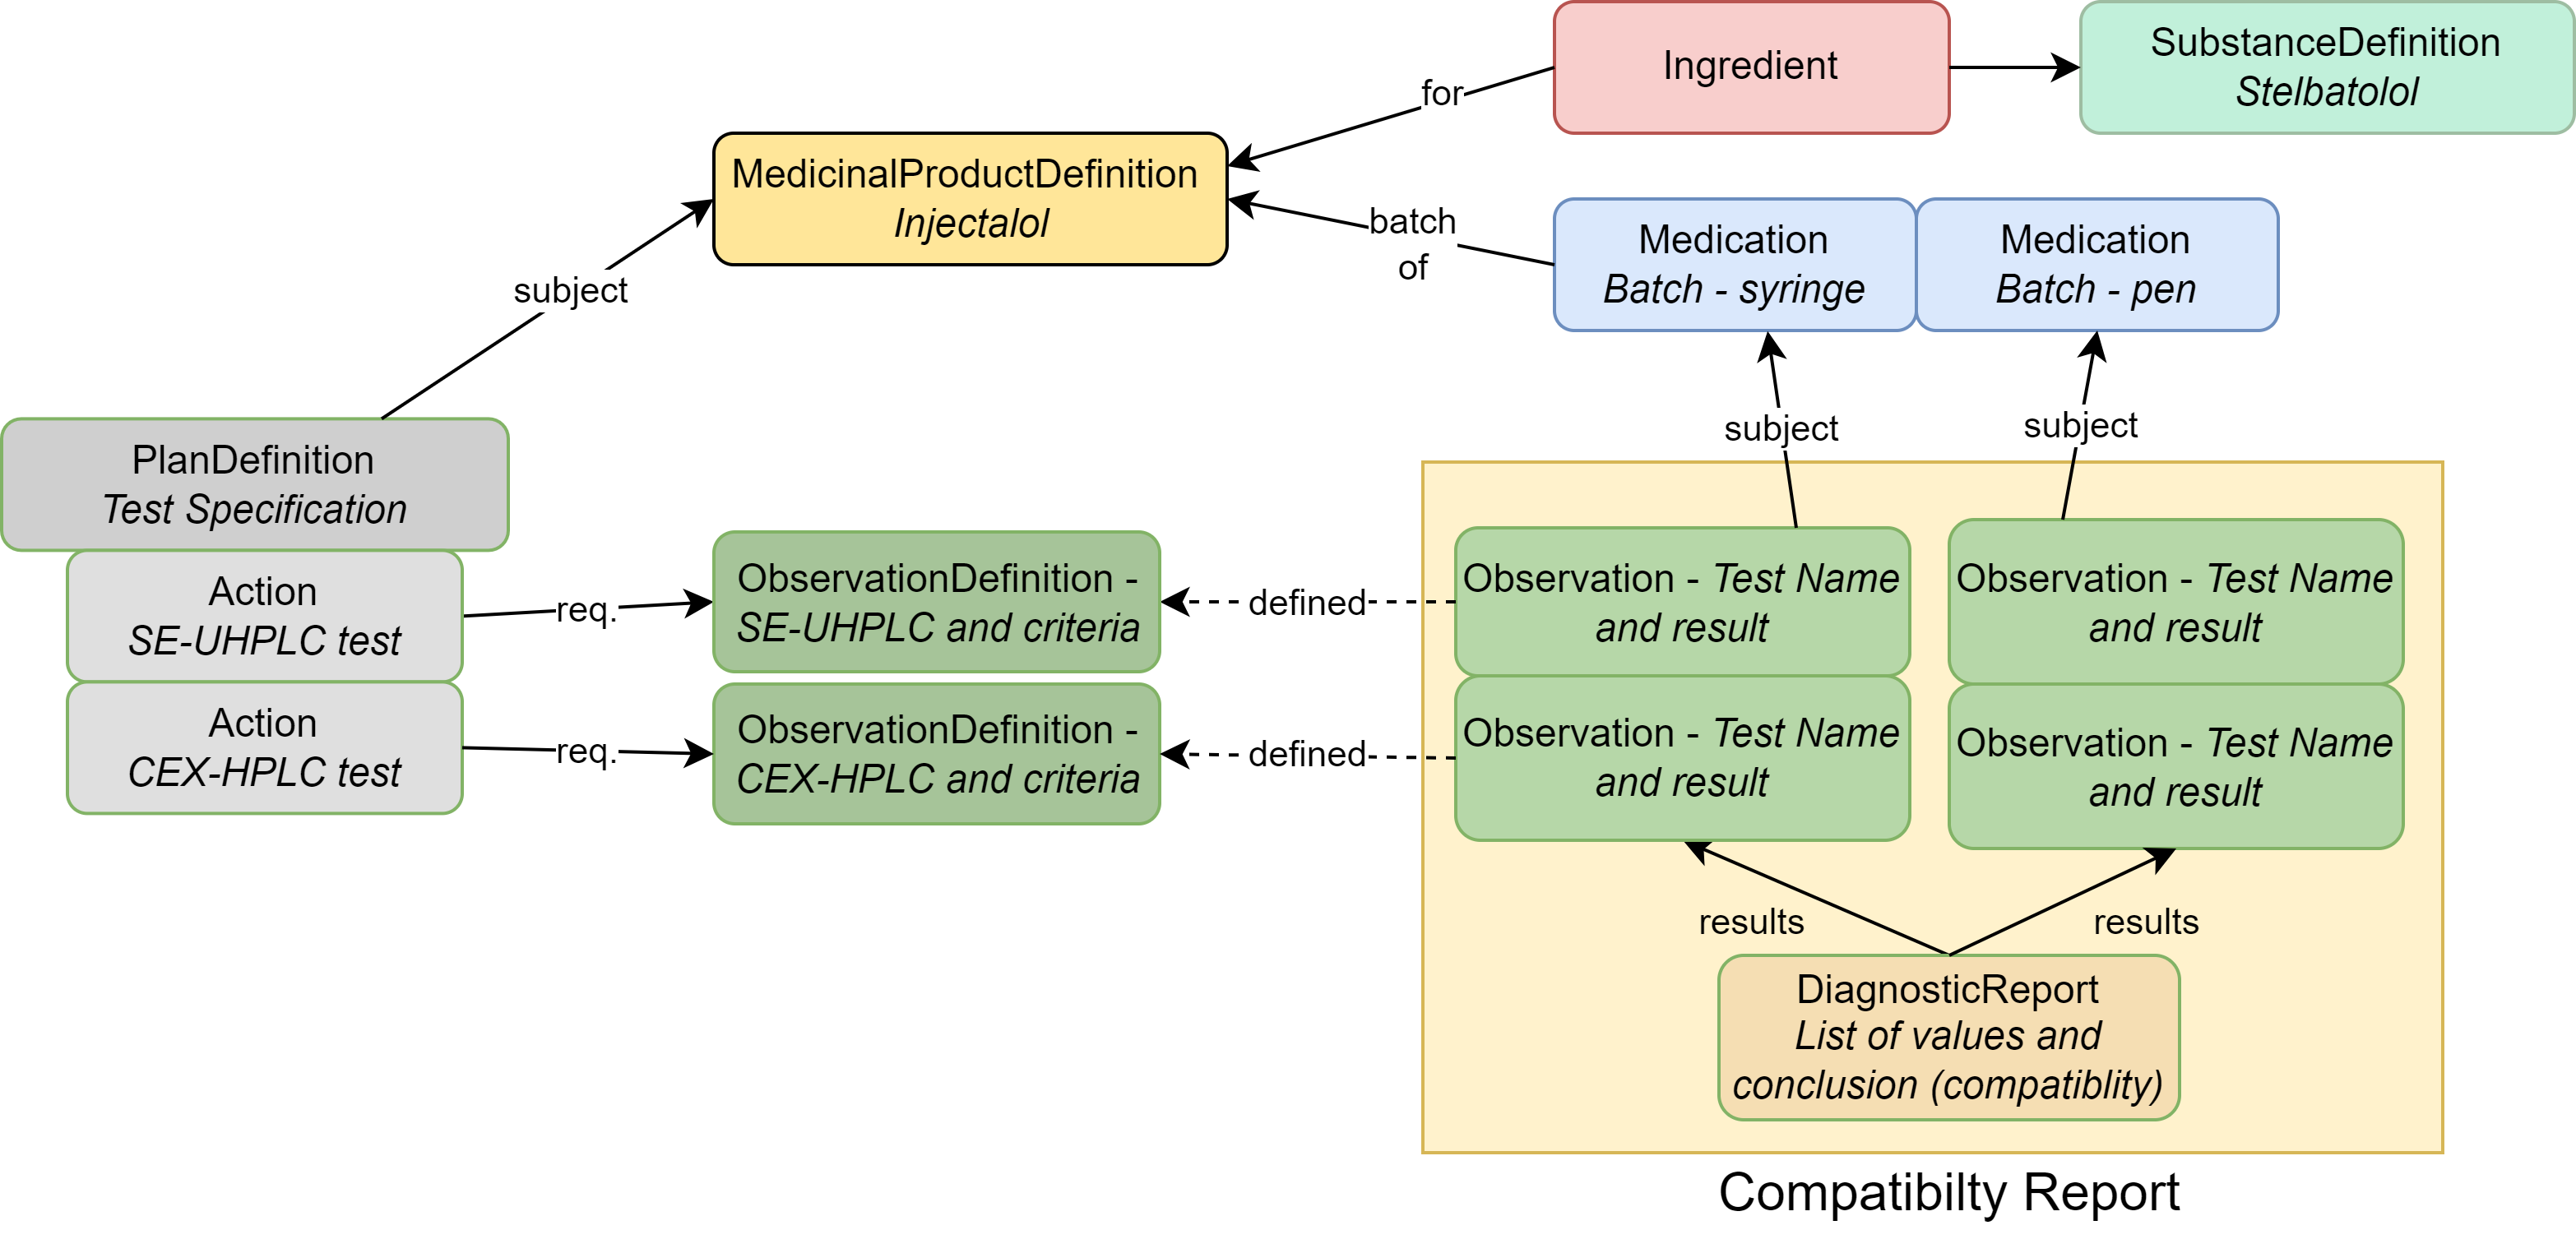 Ingredient
SubstanceDefinition
Stelbatolol
for
MedicinalProductDefinition
Injectalol
batch
of
Medication
Batch - syringe
Medication
Batch - pen
subject
subject
subject
PlanDefinition
Test Specification
Action
SE-UHPLC test
req.
ObservationDefinition -
SE-UHPLC and criteria
defined
Observation - Test Name
and result
Observation - Test Name
and result
Action
CEX-HPLC test
req.
ObservationDefinition -
CEX-HPLC and criteria
defined
Observation - Test Name
and result
Observation - Test Name
and result
results
results
DiagnosticReport
List of values and
conclusion (compatiblity)
Compatibilty Report